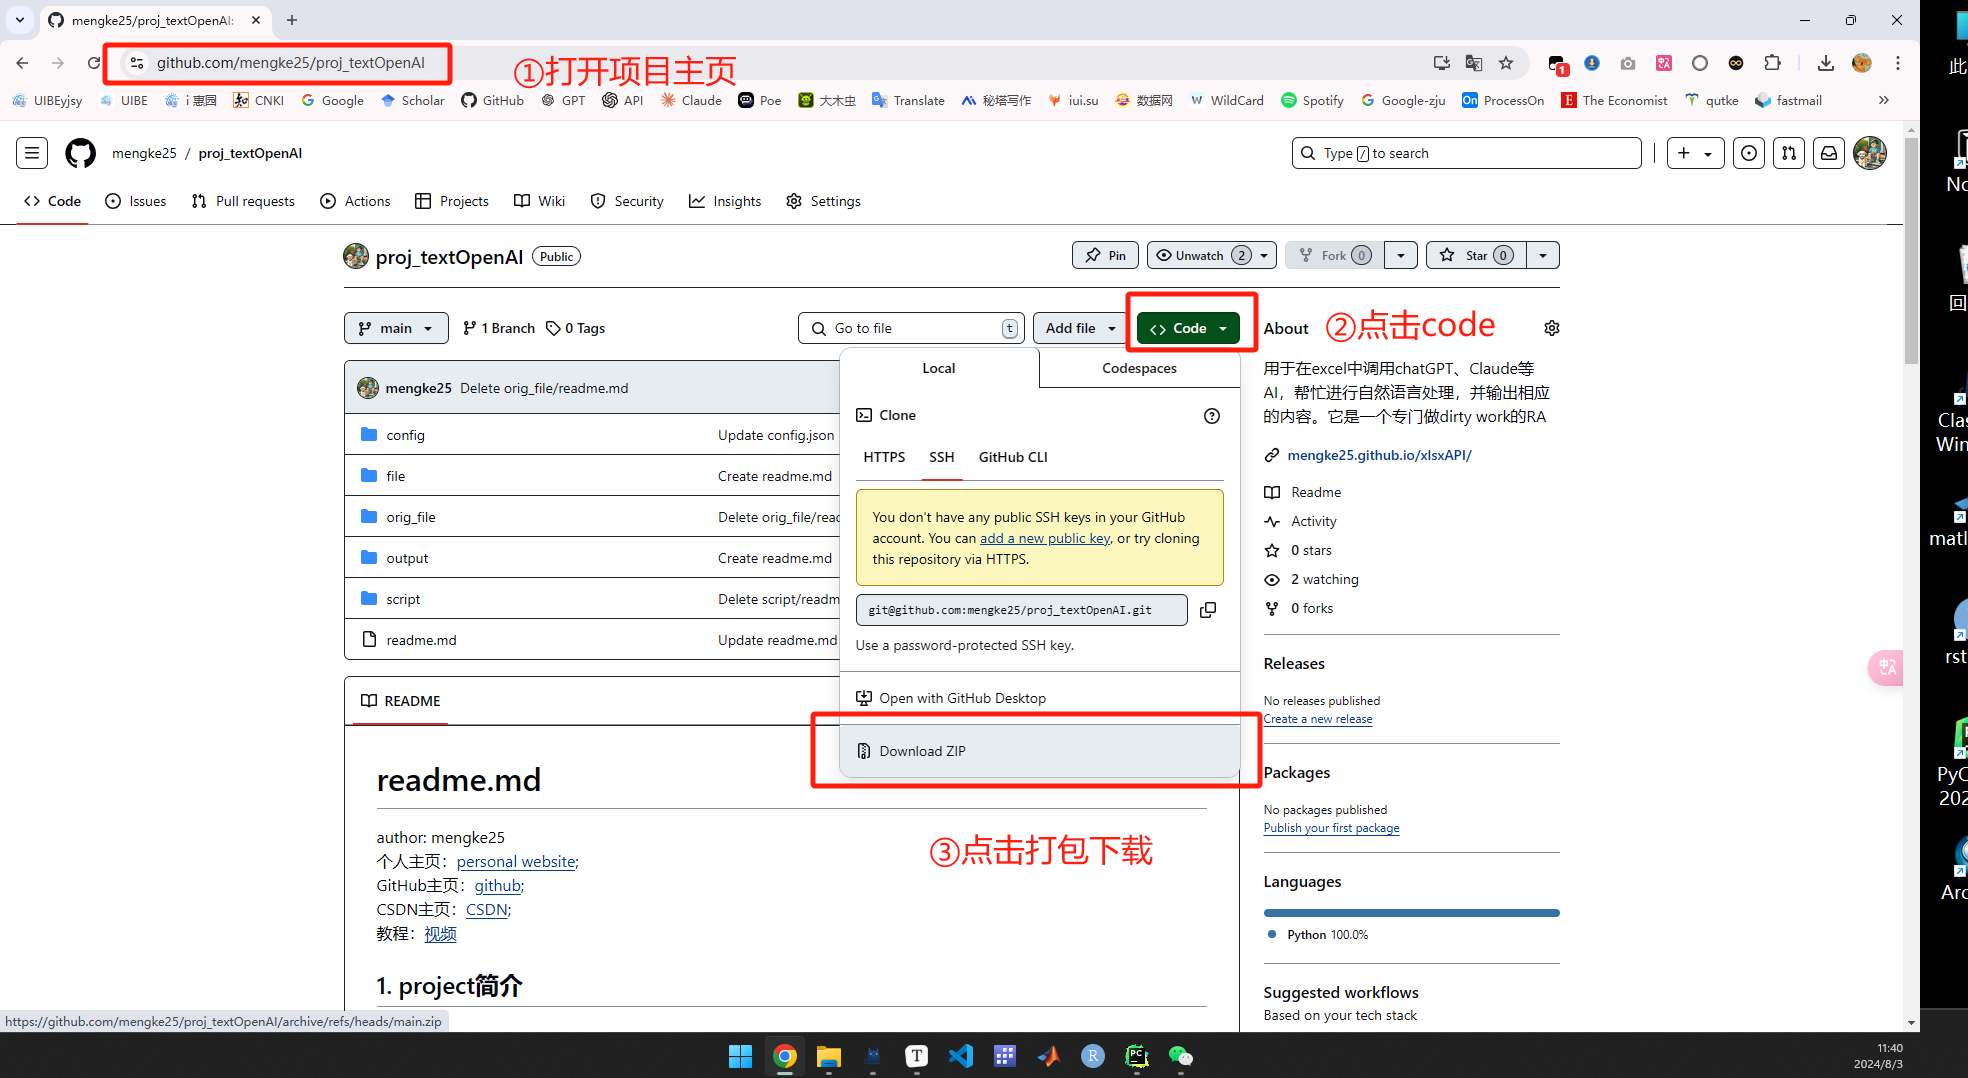 mengke25/proj_textOpenAI:
github.com/mengke25/proj_textOpenAI
①打开项目主页
1
UIBEyjsy
UIBE
i 惠园
CNKI
Google
Scholar
GitHub
GPT
API
Claude
Poe
大木虫
Translate
秘塔写作
iui.su
数据网
WildCard
Spotify
Google-zju
ProcessOn
The Economist
qutke
fastmail
mengke25 / proj_textOpenAI
Type / to search
Code
Issues
Pull requests
Actions
Projects
Wiki
Security
Insights
Settings
proj_textOpenAI
Public
Pin
Unwatch 2
Fork 0
Star 0
main
1 Branch
0 Tags
Go to file
t
Add file
Code
②点击code
mengke25 Delete orig_file/readme.md
config
Update config.json
file
Create readme.md
orig_file
Delete orig_file/reac
output
Create readme.md
script
Delete script/readm
readme.md
Update readme.md
Local
Codespaces
Clone
HTTPS
SSH
GitHub CLI
You don't have any public SSH keys in your GitHub
account. You can add a new public key, or try cloning
this repository via HTTPS.
git@github.com:mengke25/proj_textOpenAI.git
Use a password-protected SSH key.
Open with GitHub Desktop
Download ZIP
③点击打包下载
README
readme.md
author: mengke25
个人主页：personal website;
GitHub主页：github;
CSDN主页：CSDN;
教程：视频
1. project简介
About
用于在excel中调用chatGPT、Claude等
AI，帮忙进行自然语言处理，并输出相应
的内容。它是一个专门做dirty work的RA
mengke25.github.io/xlsxAPI/
Readme
Activity
0 stars
2 watching
0 forks
Releases
No releases published
Create a new release
Packages
No packages published
Publish your first package
Languages
Python 100.0%
Suggested workflows
Based on your tech stack
https://github.com/mengke25/proj_textOpenAI/archive/refs/heads/main.zip
此
No
回
Clas
Win
matl
rst
PyC
202
Arc
11:40
2024/8/3